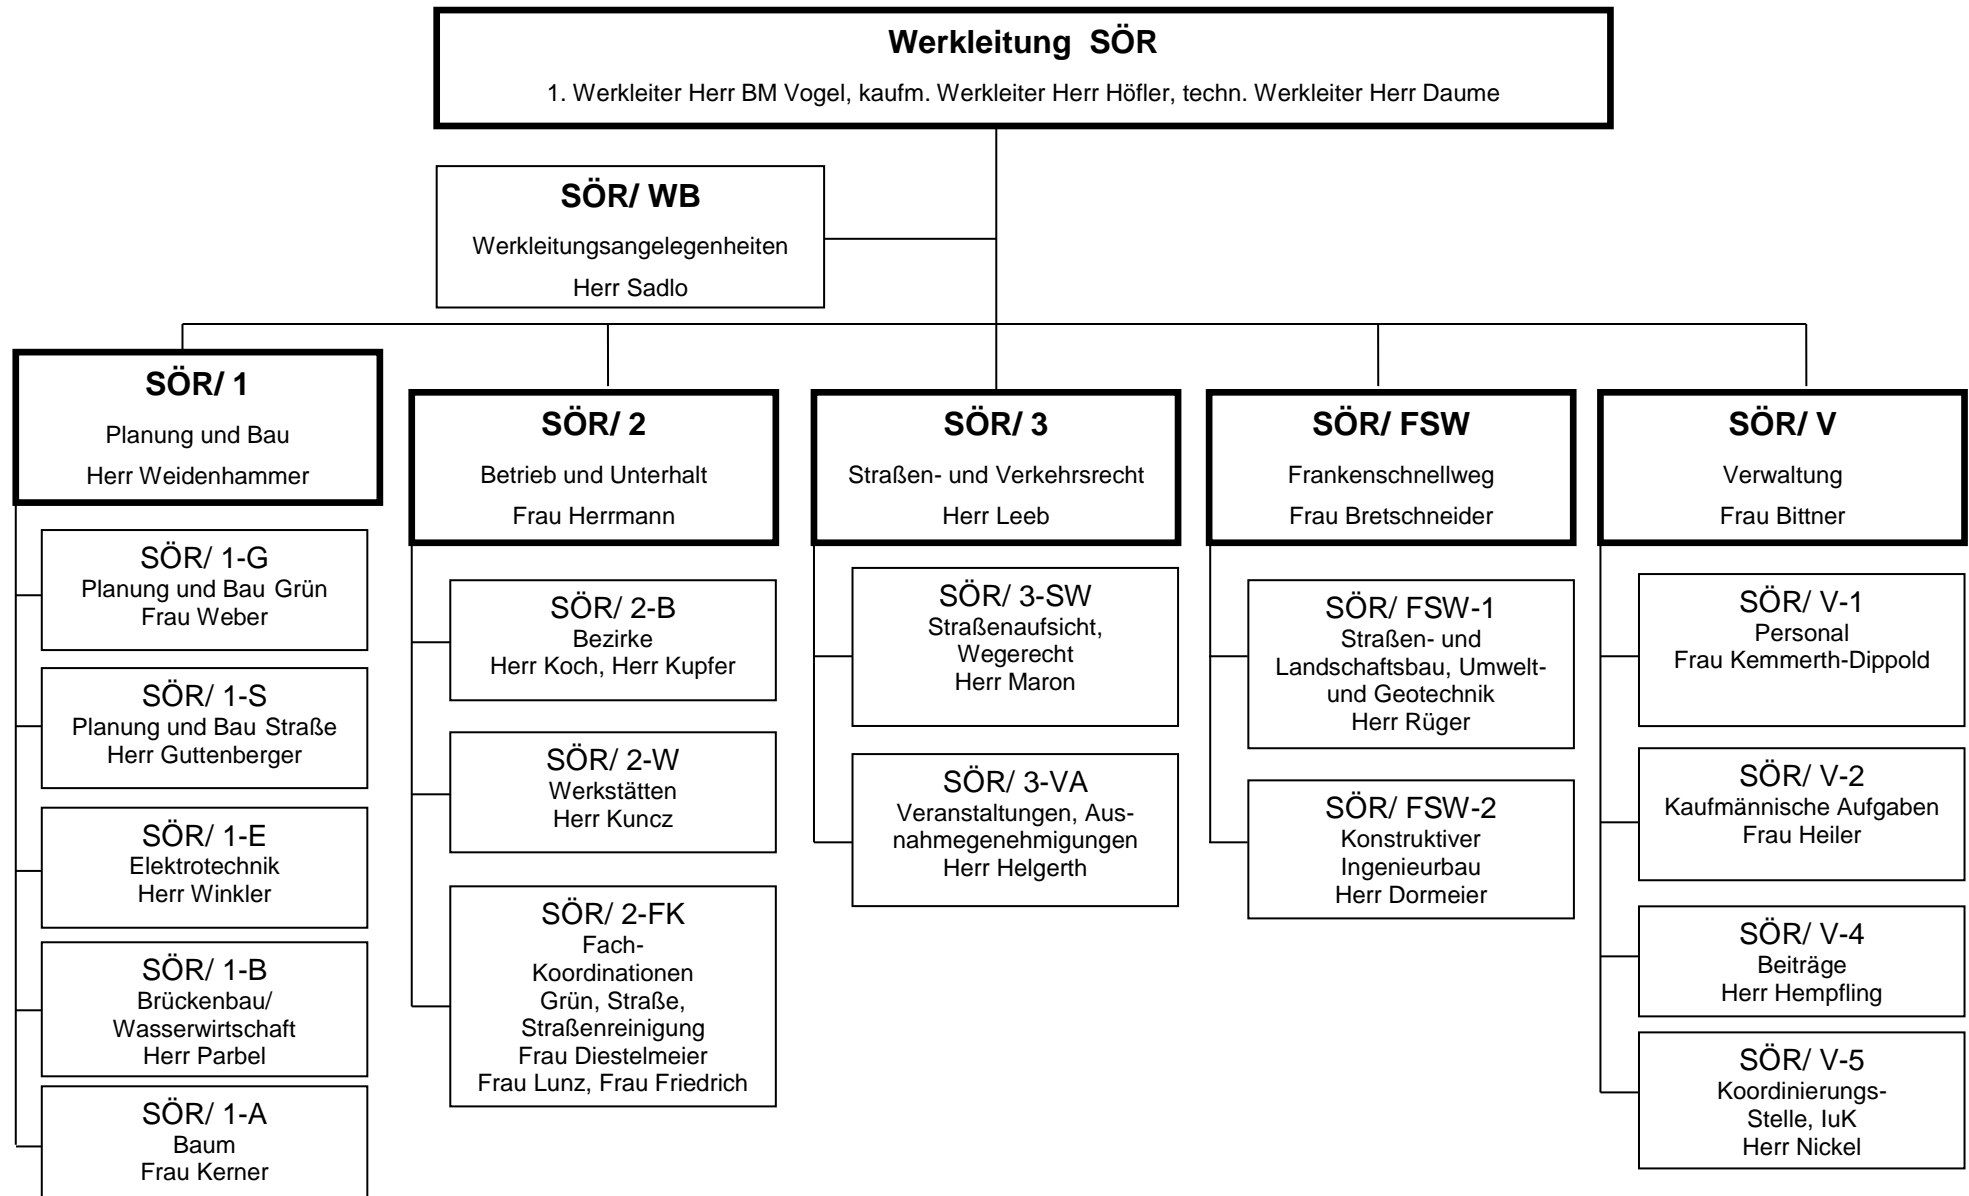 Werkleitung SÖR
1. Werkleiter Herr BM Vogel, kaufm. Werkleiter Herr Höfler, techn. Werkleiter Herr Daume
SÖR/ WB
Werkleitungsangelegenheiten
Herr Sadlo
SÖR/ 1
Planung und Bau
Herr Weidenhammer
SÖR/ 1-G
Planung und Bau Grün
Frau Weber
SÖR/ 1-S
Planung und Bau Straße
Herr Guttenberger
SÖR/ 1-E
Elektrotechnik
Herr Winkler
SÖR/ 1-B
Brückenbau/
Wasserwirtschaft
Herr Parbel
SÖR/ 1-A
Baum
Frau Kerner
SÖR/ 2
Betrieb und Unterhalt
Frau Herrmann
SÖR/ 2-B
Bezirke
Herr Koch, Herr Kupfer
SÖR/ 2-W
Werkstätten
Herr Kuncz
SÖR/ 2-FK
Fach-
Koordinationen
Grün, Straße,
Straßenreinigung
Frau Diestelmeier
Frau Lunz, Frau Friedrich
SÖR/ 3
Straßen- und Verkehrsrecht
Herr Leeb
SÖR/ 3-SW
Straßenaufsicht,
Wegerecht
Herr Maron
SÖR/ 3-VA
Veranstaltungen, Aus-
nahmegenehmigungen
Herr Helgerth
SÖR/ FSW
Frankenschnellweg
Frau Bretschneider
SÖR/ FSW-1
Straßen- und
Landschaftsbau, Umwelt-
und Geotechnik
Herr Rüger
SÖR/ FSW-2
Konstruktiver
Ingenieurbau
Herr Dormeier
SÖR/ V
Verwaltung
Frau Bittner
SÖR/ V-1
Personal
Frau Kemmerth-Dippold
SÖR/ V-2
Kaufmännische Aufgaben
Frau Heiler
SÖR/ V-4
Beiträge
Herr Hempfling
SÖR/ V-5
Koordinierungs-
Stelle, IuK
Herr Nickel